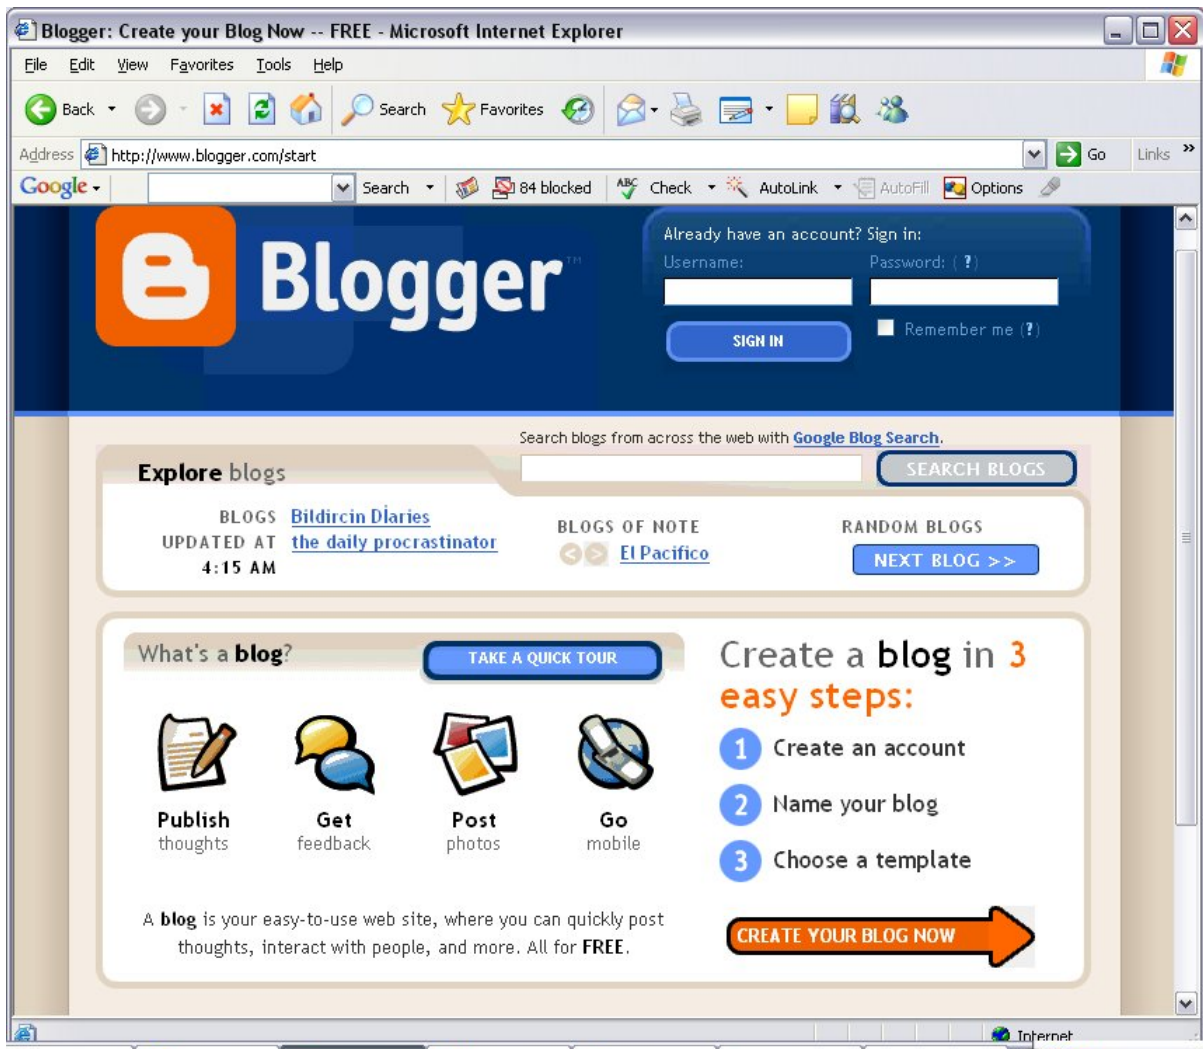 Blogger: Create your Blog Now -- FREE - Microsoft Internet Explorer
File Edit View Favorites Tools Help
Back Search Favorites
Address http://www.blogger.com/start Go Links »
Google Search 84 blocked ABC Check AutoLink AutoFill Options
Blogger™
Already have an account? Sign in:
Username: Password: (?)
SIGN IN Remember me (?)
Search blogs from across the web with Google Blog Search.
SEARCH BLOGS
Explore blogs
BLOGS UPDATED AT 4:15 AM
Bildircin Dİaries
the daily procrastinator
BLOGS OF NOTE
< > El Pacifico
RANDOM BLOGS
NEXT BLOG >>
What's a blog?
TAKE A QUICK TOUR
Publish thoughts
Get feedback
Post photos
Go mobile
A blog is your easy-to-use web site, where you can quickly post
thoughts, interact with people, and more. All for FREE.
Create a blog in 3
easy steps:
1 Create an account
2 Name your blog
3 Choose a template
CREATE YOUR BLOG NOW
Internet